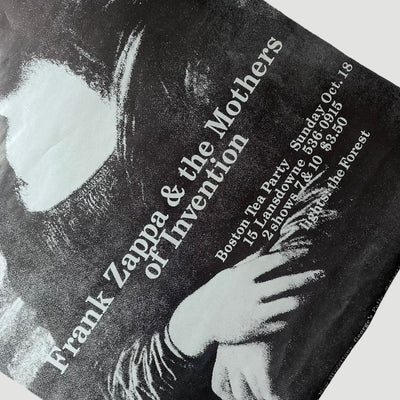 Frank Zappa & the Mothers
of Invention
Boston Tea Party Sunday Oct. 18
15 Lansdowne 536-0915
2 shows 7 & 10 $3.50
lights: the Forest